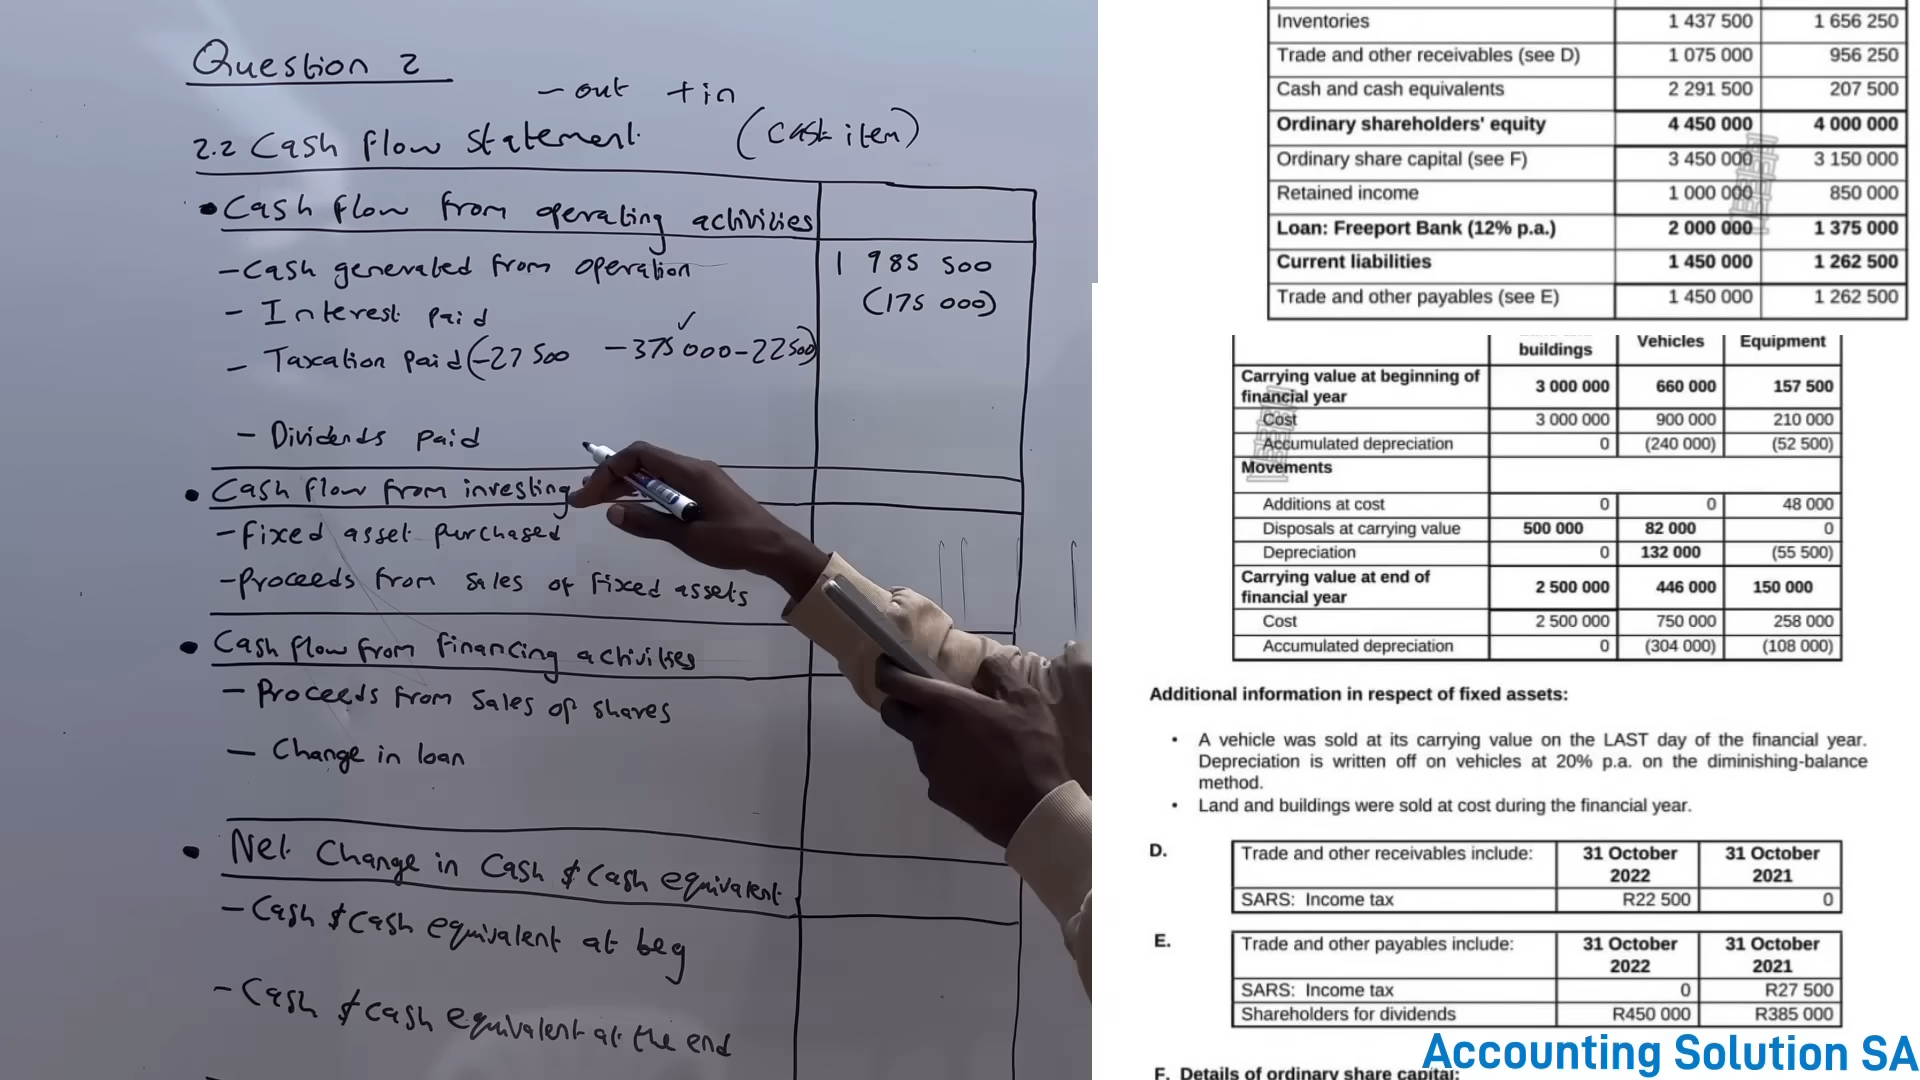 Question 2
- out + in
2.2 Cash flow statement (cash item)
• Cash flow from operating activities
- Cash generated from operation 1 985 500
- Interest paid (175 000)
- Taxcation paid (-27 500 - 375 000 - 22 500)
✓
- Dividends paid
• Cash flow from investing
- Fixed asset purchased
- Proceeds from sales of fixed assets
• Cash flow from financing activities
- Proceeds from sales of shares
- Change in loan
• Net Change in Cash & Cash equivalent
- Cash & Cash equivalent at beg
- Cash & Cash equivalent at the end
Inventories 1 437 500 1 656 250
Trade and other receivables (see D) 1 075 000 956 250
Cash and cash equivalents 2 291 500 207 500
Ordinary shareholders' equity 4 450 000 4 000 000
Ordinary share capital (see F) 3 450 000 3 150 000
Retained income 1 000 000 850 000
Loan: Freeport Bank (12% p.a.) 2 000 000 1 375 000
Current liabilities 1 450 000 1 262 500
Trade and other payables (see E) 1 450 000 1 262 500
buildings Vehicles Equipment
Carrying value at beginning of
financial year 3 000 000 660 000 157 500
Cost 3 000 000 900 000 210 000
Accumulated depreciation 0 (240 000) (52 500)
Movements
Additions at cost 0 0 48 000
Disposals at carrying value 500 000 82 000 0
Depreciation 0 132 000 (55 500)
Carrying value at end of
financial year 2 500 000 446 000 150 000
Cost 2 500 000 750 000 258 000
Accumulated depreciation 0 (304 000) (108 000)
Additional information in respect of fixed assets:
• A vehicle was sold at its carrying value on the LAST day of the financial year.
Depreciation is written off on vehicles at 20% p.a. on the diminishing-balance
method.
• Land and buildings were sold at cost during the financial year.
D. Trade and other receivables include: 31 October 31 October
2022 2021
SARS: Income tax R22 500 0
E. Trade and other payables include: 31 October 31 October
2022 2021
SARS: Income tax 0 R27 500
Shareholders for dividends R450 000 R385 000
Accounting Solution SA
F. Details of ordinary share capital: